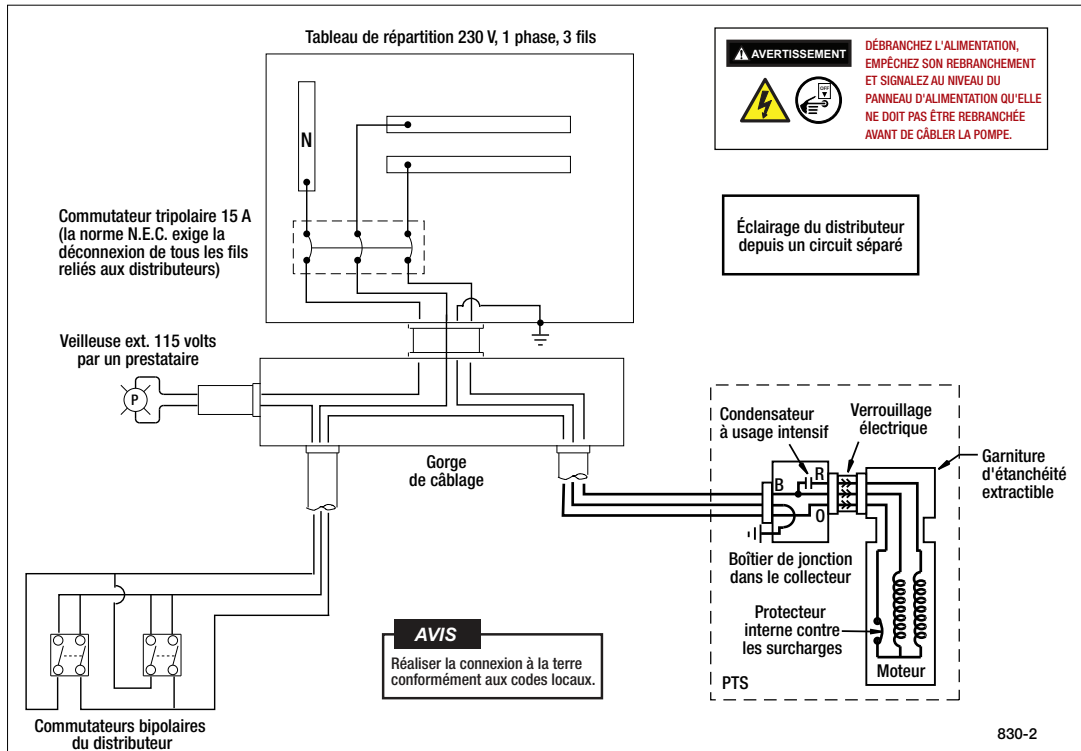 Tableau de répartition 230 V, 1 phase, 3 fils
AVERTISSEMENT
DÉBRANCHEZ L'ALIMENTATION,
EMPÊCHEZ SON REBRANCHEMENT
ET SIGNALEZ AU NIVEAU DU
PANNEAU D'ALIMENTATION QU'ELLE
NE DOIT PAS ÊTRE REBRANCHÉE
AVANT DE CÂBLER LA POMPE.
OFF
N
Commutateur tripolaire 15 A
(la norme N.E.C. exige la
déconnexion de tous les fils
reliés aux distributeurs)
Éclairage du distributeur
depuis un circuit séparé
Veilleuse ext. 115 volts
par un prestataire
P
Gorge
de câblage
Condensateur
à usage intensif
Verrouillage
électrique
Garniture
d'étanchéité
extractible
B
R
O
Boîtier de jonction
dans le collecteur
Protecteur
interne contre
les surcharges
Moteur
PTS
AVIS
Réaliser la connexion à la terre
conformément aux codes locaux.
Commutateurs bipolaires
du distributeur
830-2